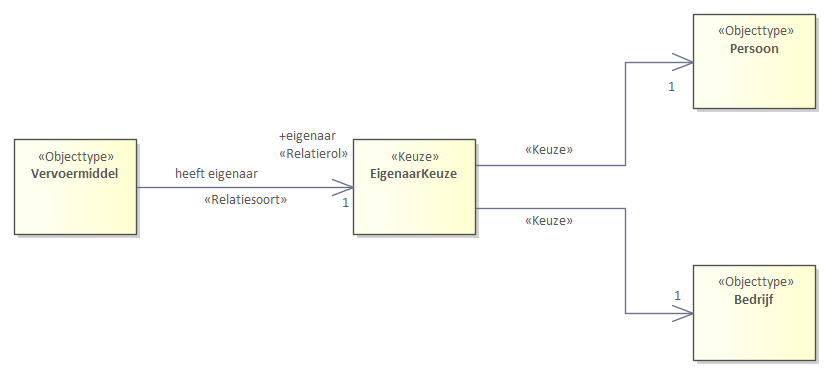 «Objecttype»
Persoon
1
+eigenaar
«Relatierol»
«Keuze»
«Objecttype»
Vervoermiddel
heeft eigenaar
«Relatiesoort»
1
«Keuze»
EigenaarKeuze
«Keuze»
«Objecttype»
Bedrijf
1